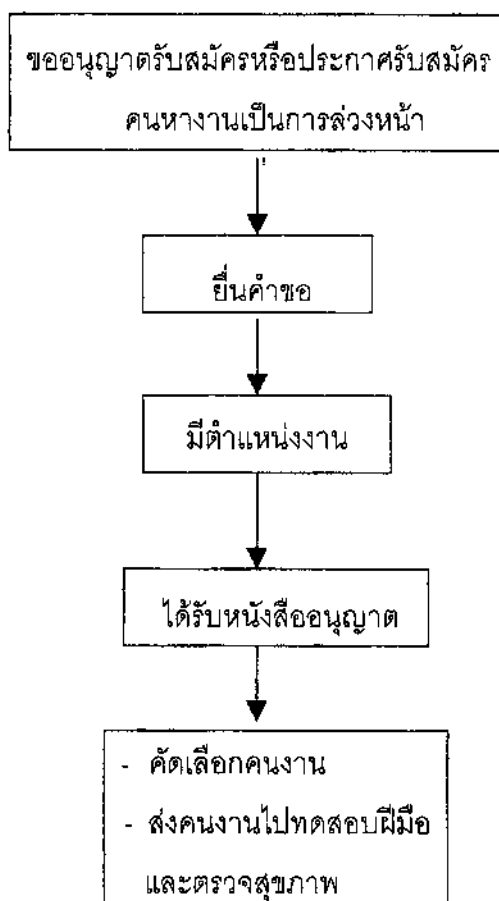 ขออนุญาตรับสมัครหรือประกาศรับสมัคร
คนหางานเป็นการล่วงหน้า
ยื่นคำขอ
มีตำแหน่งงาน
ได้รับหนังสืออนุญาต
- คัดเลือกคนงาน
- ส่งคนงานไปทดสอบฝีมือ
และตรวจสุขภาพ